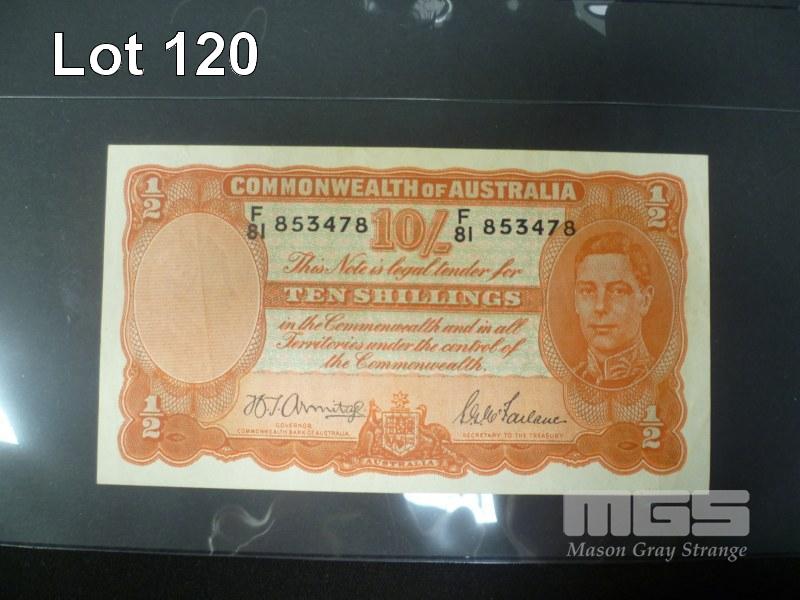 Lot 120
1/2 COMMONWEALTH OF AUSTRALIA 1/2
F/81 853478 10/- F/81 853478
This Note is legal tender for
TEN SHILLINGS
in the Commonwealth and in all
Territories under the control of
the Commonwealth.
1/2 H.T. Armitage C.G. McFarlane 1/2
GOVERNOR
COMMONWEALTH BANK OF AUSTRALIA.
SECRETARY TO THE TREASURY.
AUSTRALIA
MGS
Mason Gray Strange